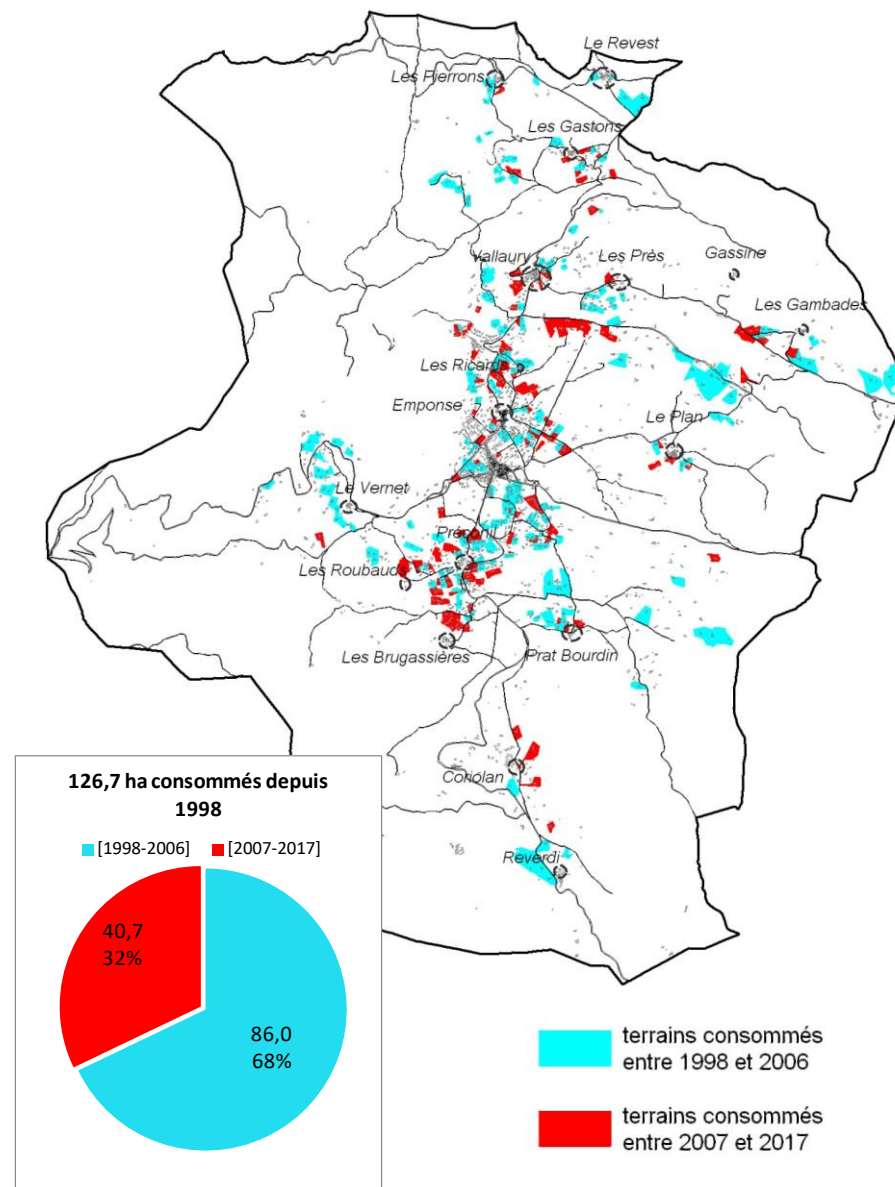 Le Revest
Les Pierrons
Les Gastons
Vallaury
Les Près
Gassine
Les Gambades
Les Ricards
Emponse
Le Plan
Le Vernet
Préconil
Les Roubauds
Les Brugassières
Prat Bourdin
Coriolan
Reverdi
126,7 ha consommés depuis
1998
[1998-2006] [2007-2017]
40,7
32%
86,0
68%
terrains consommés
entre 1998 et 2006
terrains consommés
entre 2007 et 2017